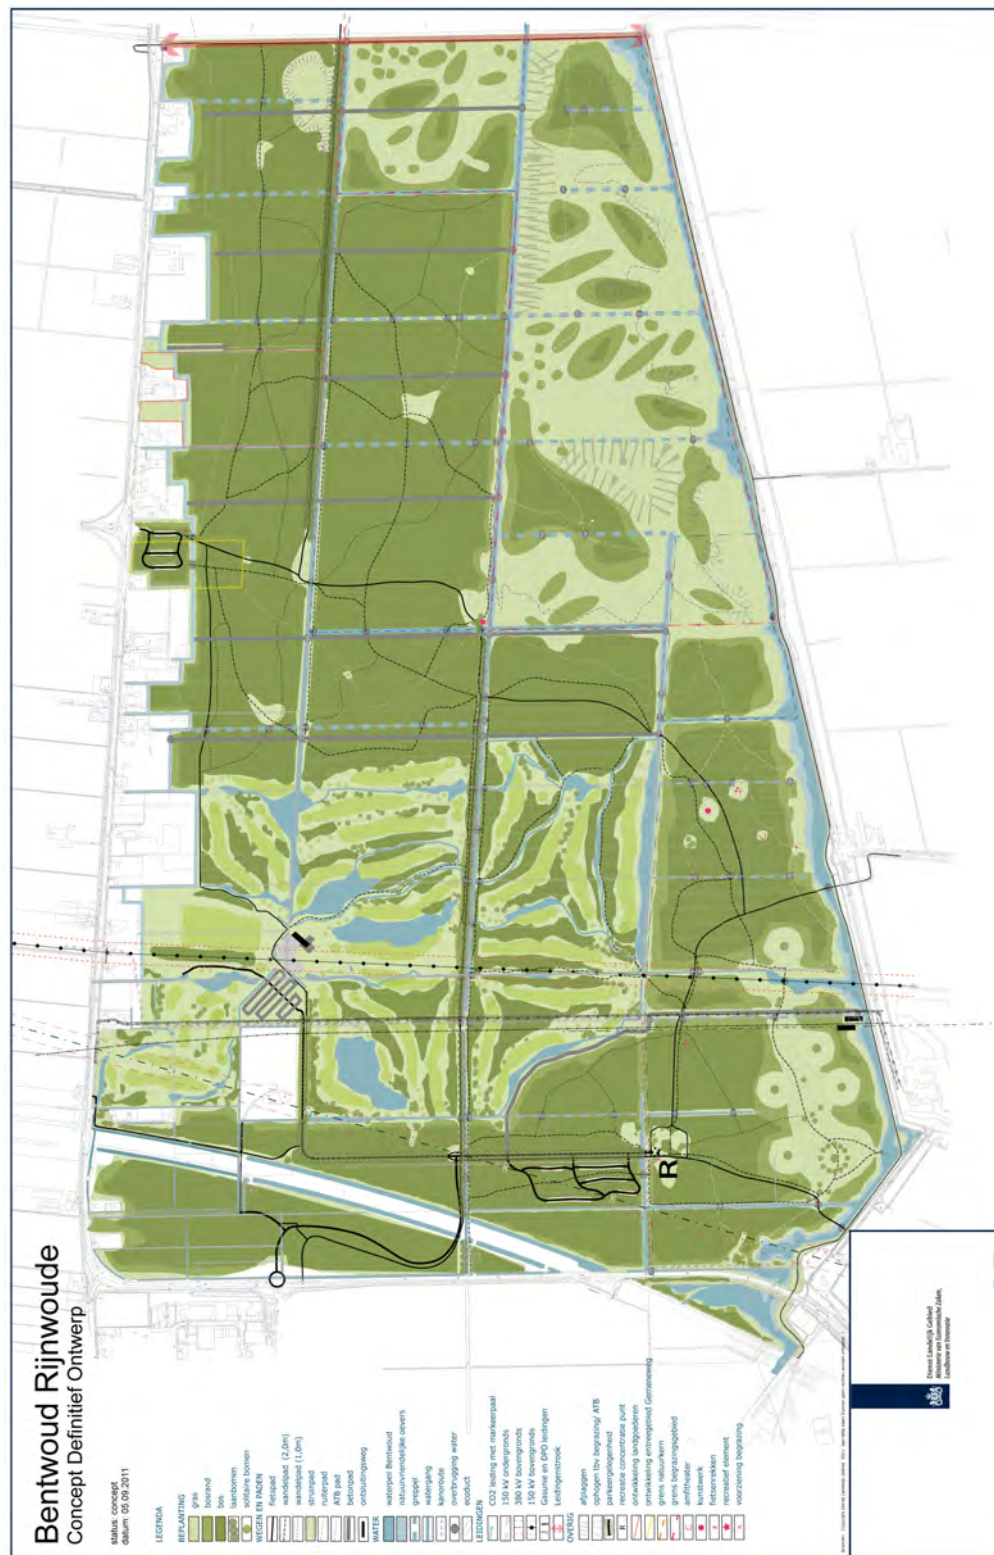 Bentwoud Rijnwoude
Concept Definitief Ontwerp
status: concept
datum: 05.09.2011
LEGENDA
BEPLANTING
gras
bosrand
bos
laanbomen
solitaire bomen
WEGEN EN PADEN
fietspad
wandelpad (2,0m)
wandelpad (1,0m)
struinpad
ruiterpad
ATB pad
betonpad
ontsluitingsweg
WATER
waterpeil Bentwoud
natuurvriendelijke oevers
greppel
watergang
kanoroute
overbrugging water
ecoduct
LEIDINGEN
CO2 leiding met markeerpaal
150 kV ondergronds
380 kV bovengronds
150 kV bovengronds
Gasunie en DPO leidingen
Leidingenstrook
OVERIG
afplaggen
ophogen tbv begrazing/ ATB
parkeergelegenheid
R recreatie concentratie punt
ontwikkeling landgoederen
ontwikkeling entreegebied Gemeneweg
grens natuurkern
grens begrazingsgebied
amfitheater
kunstwerk
fietsenrekken
recreatief element
voorziening begrazing
R
Dienst Landelijk Gebied
Ministerie van Economische Zaken,
Landbouw en Innovatie